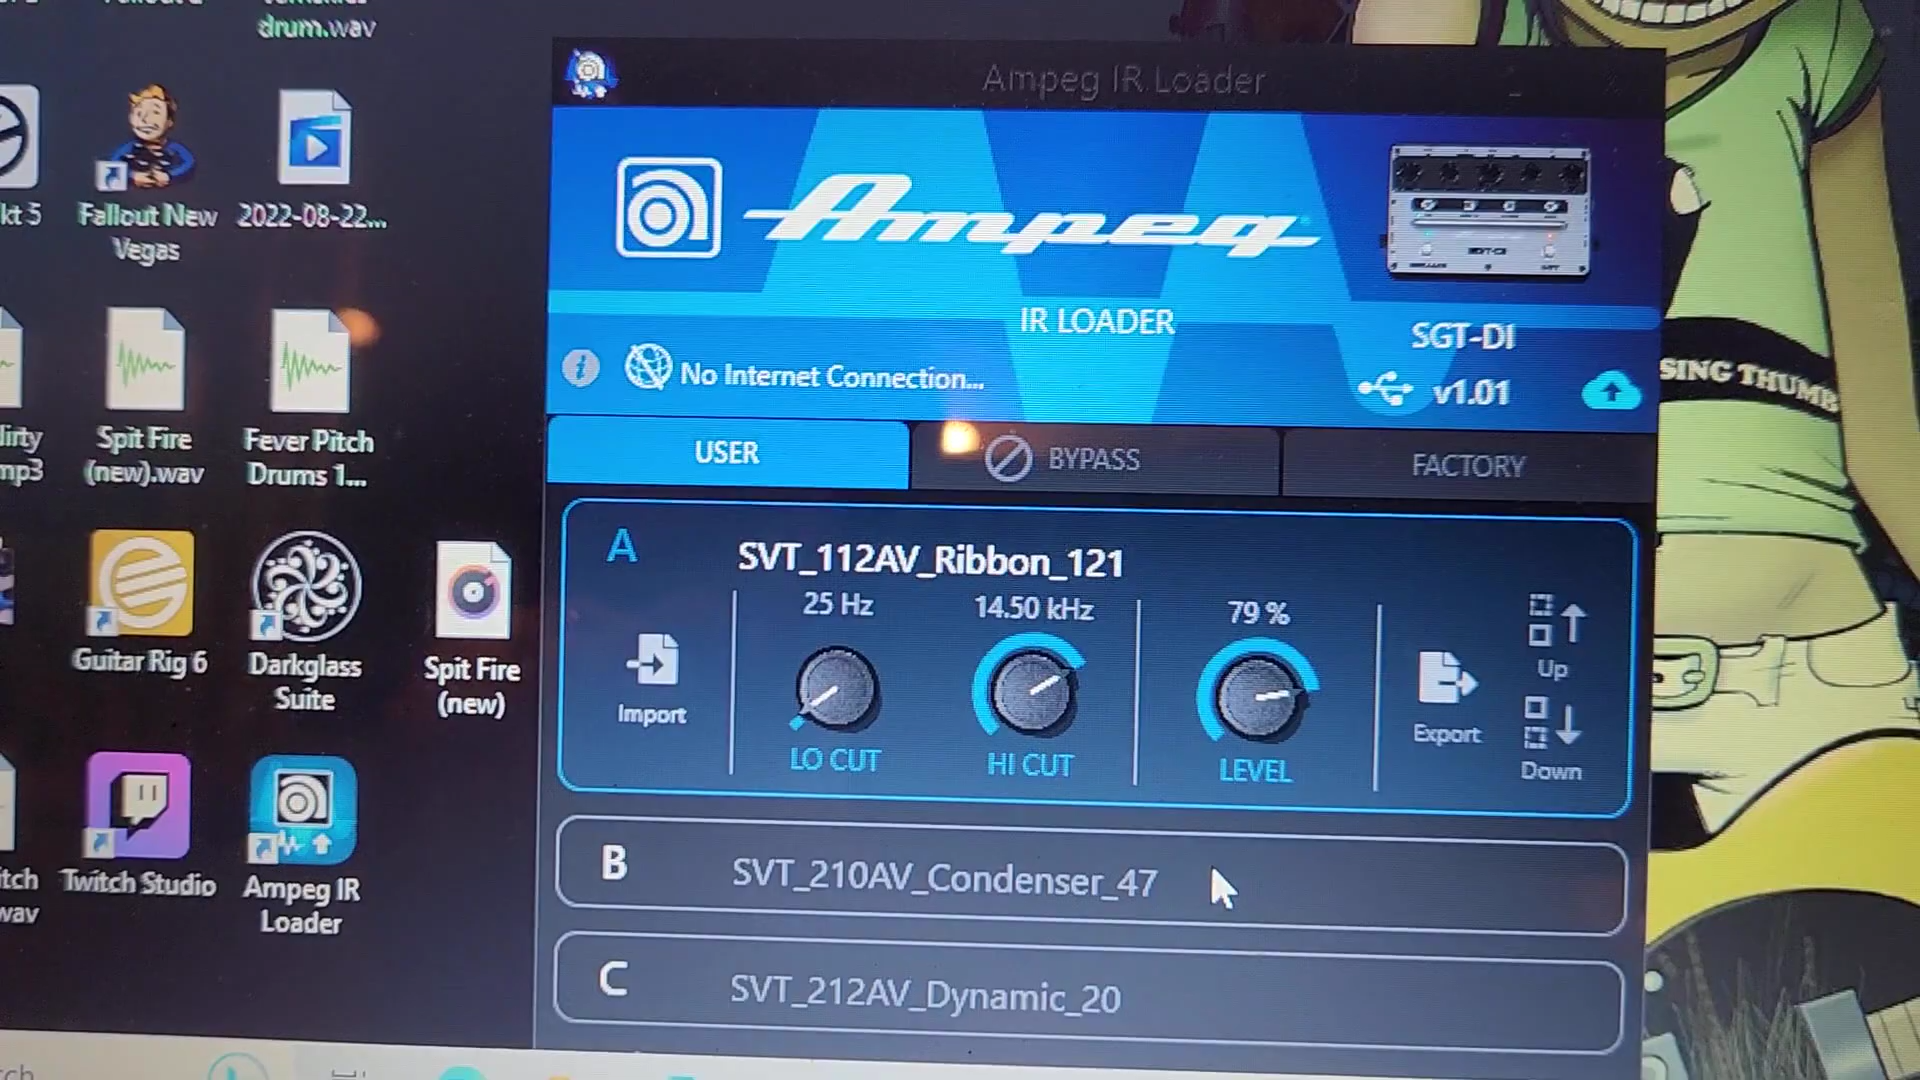 drum.wav
kt 5
Fallout New
Vegas
2022-08-22...
mp3
Spit Fire
(new).wav
Fever Pitch
Drums 1...
Guitar Rig 6
Darkglass
Suite
Spit Fire
(new)
wav
Twitch Studio
Ampeg IR
Loader
Ampeg IR Loader
Ampeg
IR LOADER
SGT-DI
No Internet Connection...
v1.01
USER
BYPASS
FACTORY
A
SVT_112AV_Ribbon_121
25 Hz
14.50 kHz
79 %
Import
LO CUT
HI CUT
LEVEL
Export
Up
Down
B
SVT_210AV_Condenser_47
C
SVT_212AV_Dynamic_20
SING THUMB